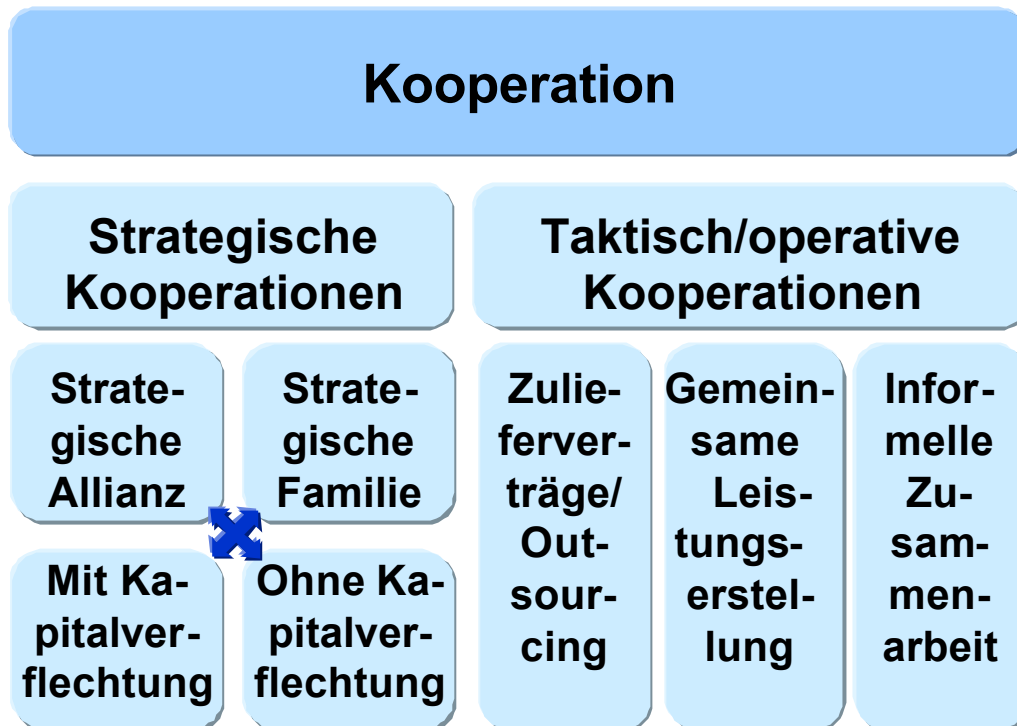 Kooperation
Strategische
Kooperationen
Taktisch/operative
Kooperationen
Strate-
gische
Allianz
Strate-
gische
Familie
Mit Ka-
pitalver-
flechtung
Ohne Ka-
pitalver-
flechtung
Zulie-
ferver-
träge/
Out-
sour-
cing
Gemein-
same
Leis-
tungs-
erstel-
lung
Infor-
melle
Zu-
sam-
men-
arbeit